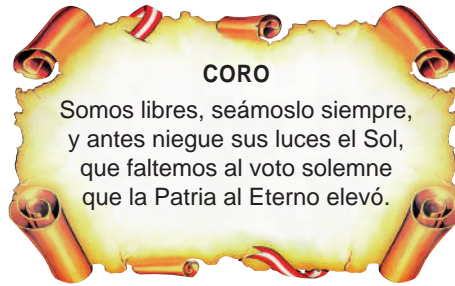 CORO
Somos libres, seámoslo siempre,
y antes niegue sus luces el Sol,
que faltemos al voto solemne
que la Patria al Eterno elevó.